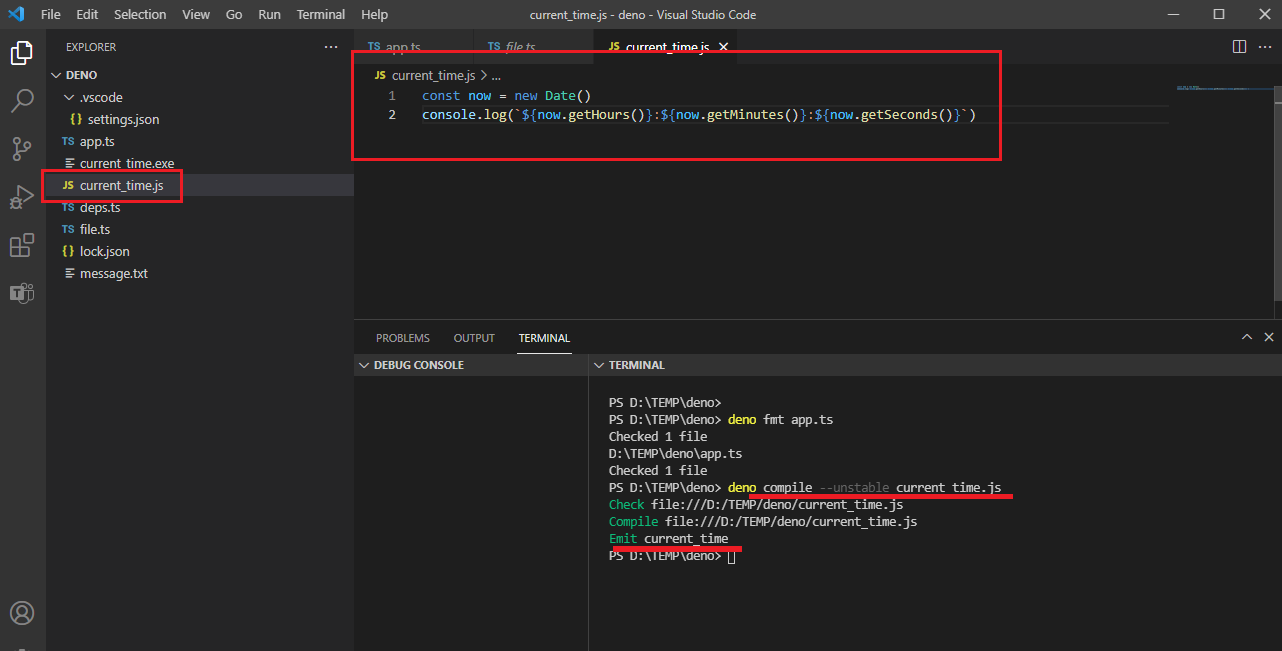 File Edit Selection View Go Run Terminal Help current_time.js - deno - Visual Studio Code
EXPLORER
DENO
.vscode
{} settings.json
TS app.ts
current_time.exe
JS current_time.js
TS deps.ts
TS file.ts
{} lock.json
message.txt
TS app.ts TS file.ts JS current_time.js
JS current_time.js > ...
1 const now = new Date()
2 console.log(`${now.getHours()}:${now.getMinutes()}:${now.getSeconds()}`)
PROBLEMS OUTPUT TERMINAL
DEBUG CONSOLE
TERMINAL
PS D:\TEMP\deno>
PS D:\TEMP\deno> deno fmt app.ts
Checked 1 file
D:\TEMP\deno\app.ts
Checked 1 file
PS D:\TEMP\deno> deno compile --unstable current_time.js
Check file:///D:/TEMP/deno/current_time.js
Compile file:///D:/TEMP/deno/current_time.js
Emit current_time
PS D:\TEMP\deno>